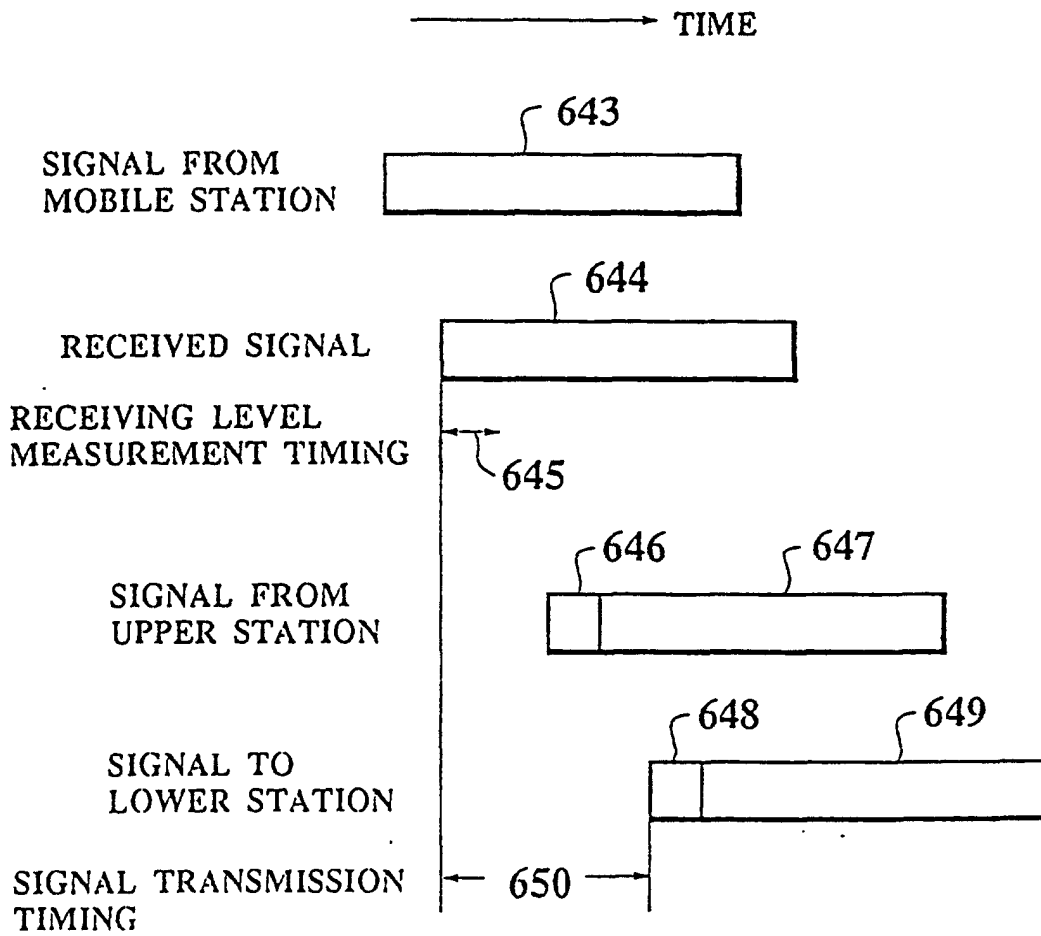 TIME
643
SIGNAL FROM
MOBILE STATION
644
RECEIVED SIGNAL
RECEIVING LEVEL
MEASUREMENT TIMING
645
646
647
SIGNAL FROM
UPPER STATION
648
649
SIGNAL TO
LOWER STATION
SIGNAL TRANSMISSION
TIMING
650